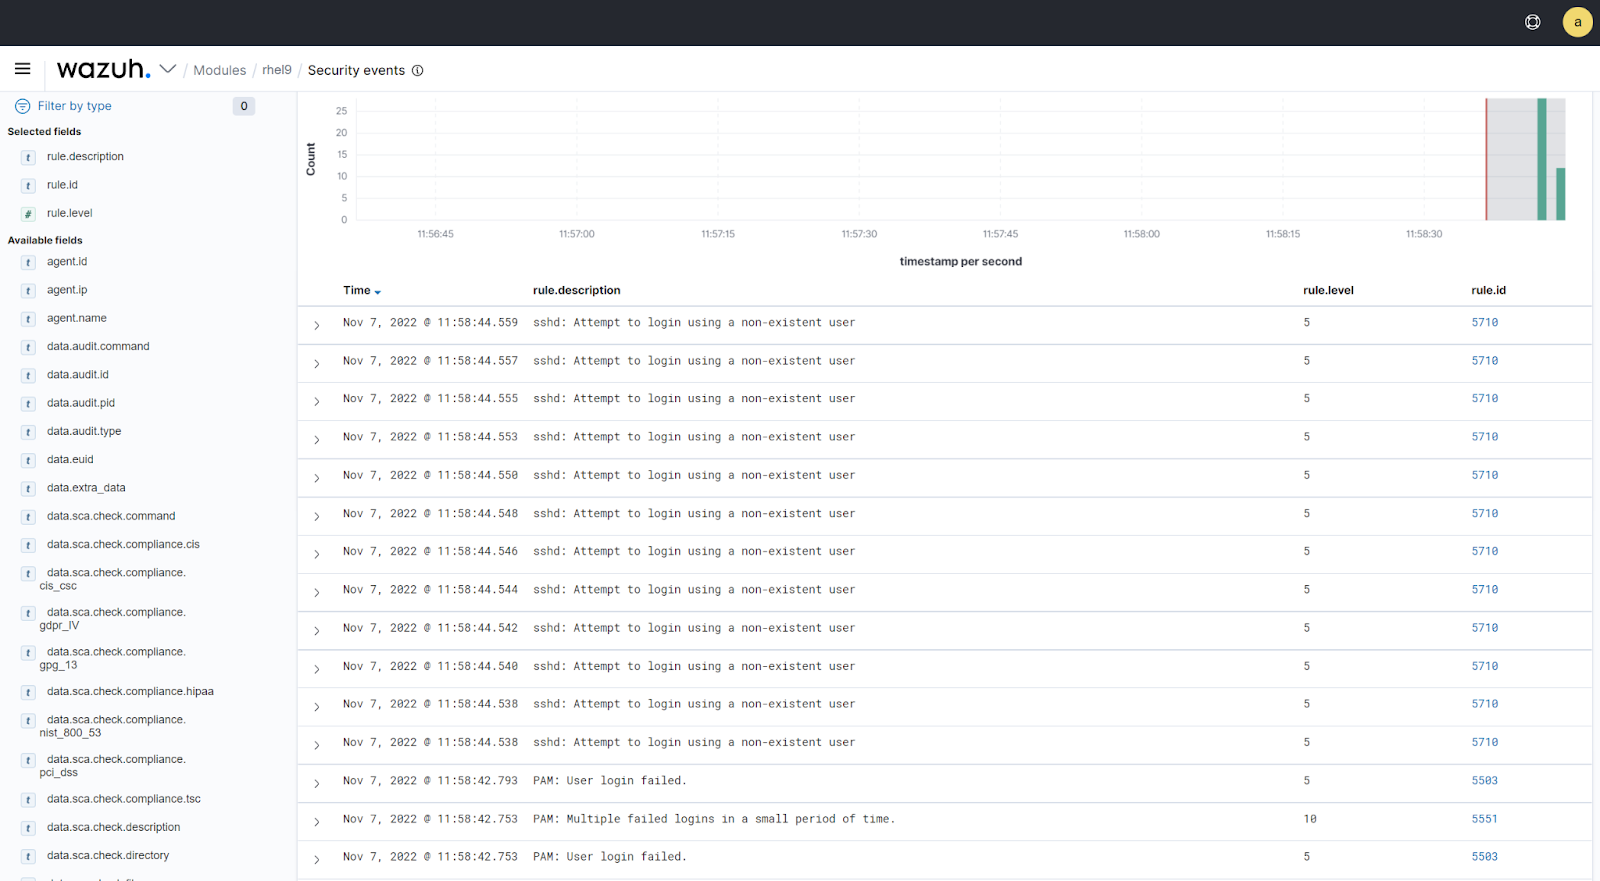 a
wazuh. / Modules / rhel9 / Security events
Filter by type 0
Selected fields
t rule.description
t rule.id
# rule.level
Available fields
t agent.id
t agent.ip
t agent.name
t data.audit.command
t data.audit.id
t data.audit.pid
t data.audit.type
t data.euid
t data.extra_data
t data.sca.check.command
t data.sca.check.compliance.cis
t data.sca.check.compliance.
cis_csc
t data.sca.check.compliance.
gdpr_IV
t data.sca.check.compliance.
gpg_13
t data.sca.check.compliance.hipaa
t data.sca.check.compliance.
nist_800_53
t data.sca.check.compliance.
pci_dss
t data.sca.check.compliance.tsc
t data.sca.check.description
t data.sca.check.directory
Count
25
20
15
10
5
0
11:56:45 11:57:00 11:57:15 11:57:30 11:57:45 11:58:00 11:58:15 11:58:30
timestamp per second
Time rule.description rule.level rule.id
Nov 7, 2022 @ 11:58:44.559 sshd: Attempt to login using a non-existent user 5 5710
Nov 7, 2022 @ 11:58:44.557 sshd: Attempt to login using a non-existent user 5 5710
Nov 7, 2022 @ 11:58:44.555 sshd: Attempt to login using a non-existent user 5 5710
Nov 7, 2022 @ 11:58:44.553 sshd: Attempt to login using a non-existent user 5 5710
Nov 7, 2022 @ 11:58:44.550 sshd: Attempt to login using a non-existent user 5 5710
Nov 7, 2022 @ 11:58:44.548 sshd: Attempt to login using a non-existent user 5 5710
Nov 7, 2022 @ 11:58:44.546 sshd: Attempt to login using a non-existent user 5 5710
Nov 7, 2022 @ 11:58:44.544 sshd: Attempt to login using a non-existent user 5 5710
Nov 7, 2022 @ 11:58:44.542 sshd: Attempt to login using a non-existent user 5 5710
Nov 7, 2022 @ 11:58:44.540 sshd: Attempt to login using a non-existent user 5 5710
Nov 7, 2022 @ 11:58:44.538 sshd: Attempt to login using a non-existent user 5 5710
Nov 7, 2022 @ 11:58:44.538 sshd: Attempt to login using a non-existent user 5 5710
Nov 7, 2022 @ 11:58:42.793 PAM: User login failed. 5 5503
Nov 7, 2022 @ 11:58:42.753 PAM: Multiple failed logins in a small period of time. 10 5551
Nov 7, 2022 @ 11:58:42.753 PAM: User login failed. 5 5503